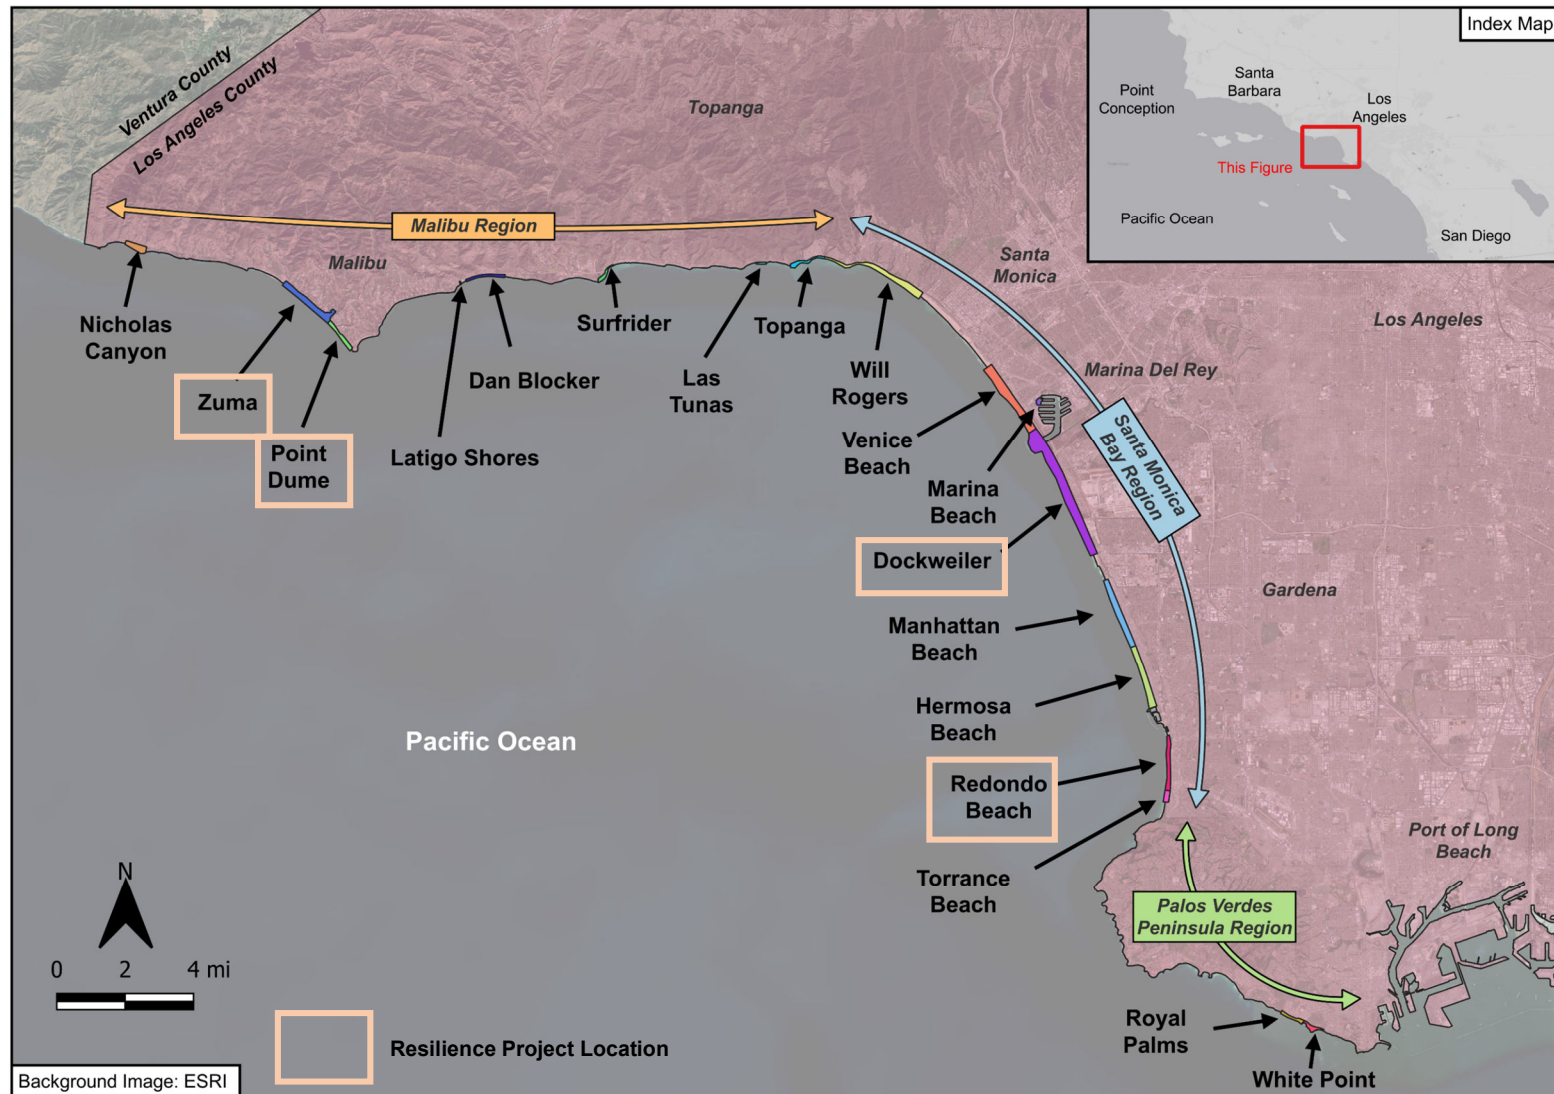 Index Map
Santa
Barbara
Point
Conception
Los
Angeles
This Figure
Pacific Ocean
San Diego
Ventura County
Los Angeles County
Topanga
Malibu Region
Malibu
Santa
Monica
Los Angeles
Marina Del Rey
Santa Monica
Bay Region
Gardena
Port of Long
Beach
Palos Verdes
Peninsula Region
Nicholas
Canyon
Zuma
Point
Dume
Latigo Shores
Dan Blocker
Surfrider
Las
Tunas
Topanga
Will
Rogers
Venice
Beach
Marina
Beach
Dockweiler
Manhattan
Beach
Hermosa
Beach
Redondo
Beach
Torrance
Beach
Royal
Palms
White Point
Pacific Ocean
N
0 2 4 mi
Resilience Project Location
Background Image: ESRI